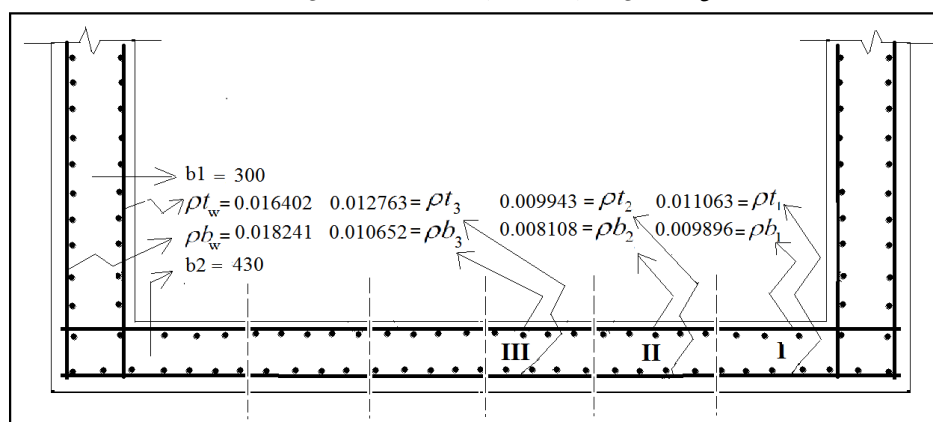 b1 = 300
ρt_w = 0.016402 0.012763 = ρt_3 0.009943 = ρt_2 0.011063 = ρt_1
ρb_w = 0.018241 0.010652 = ρb_3 0.008108 = ρb_2 0.009896 = ρb_1
b2 = 430
III II I